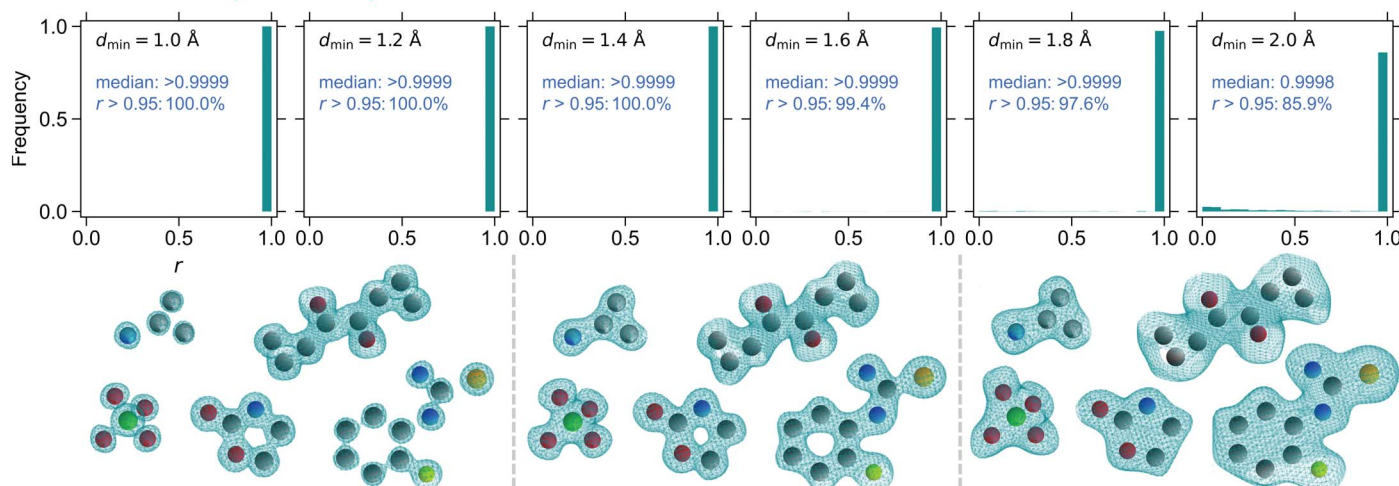 1.0
Frequency
0.5
0.0
d_min = 1.0 Å
median: >0.9999
r > 0.95: 100.0%
0.0 0.5 1.0
r
d_min = 1.2 Å
median: >0.9999
r > 0.95: 100.0%
0.0 0.5 1.0
d_min = 1.4 Å
median: >0.9999
r > 0.95: 100.0%
0.0 0.5 1.0
d_min = 1.6 Å
median: >0.9999
r > 0.95: 99.4%
0.0 0.5 1.0
d_min = 1.8 Å
median: >0.9999
r > 0.95: 97.6%
0.0 0.5 1.0
d_min = 2.0 Å
median: 0.9998
r > 0.95: 85.9%
0.0 0.5 1.0